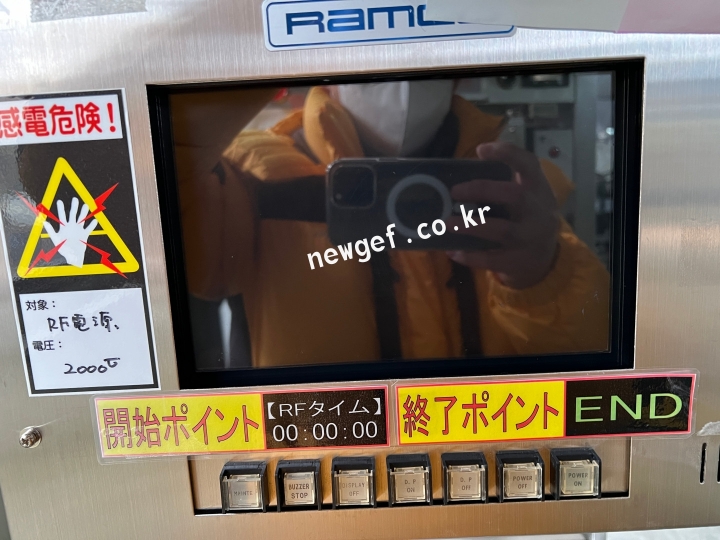 感電危険!
対象:
RF電源、
電圧:
2000V
newgef.co.kr
開始ポイント
【RFタイム】
00:00:00
終了ポイント
END
BUZZER
STOP
DISPLAY
OFF
D.P
ON
D.P
OFF
POWER
OFF
POWER
ON